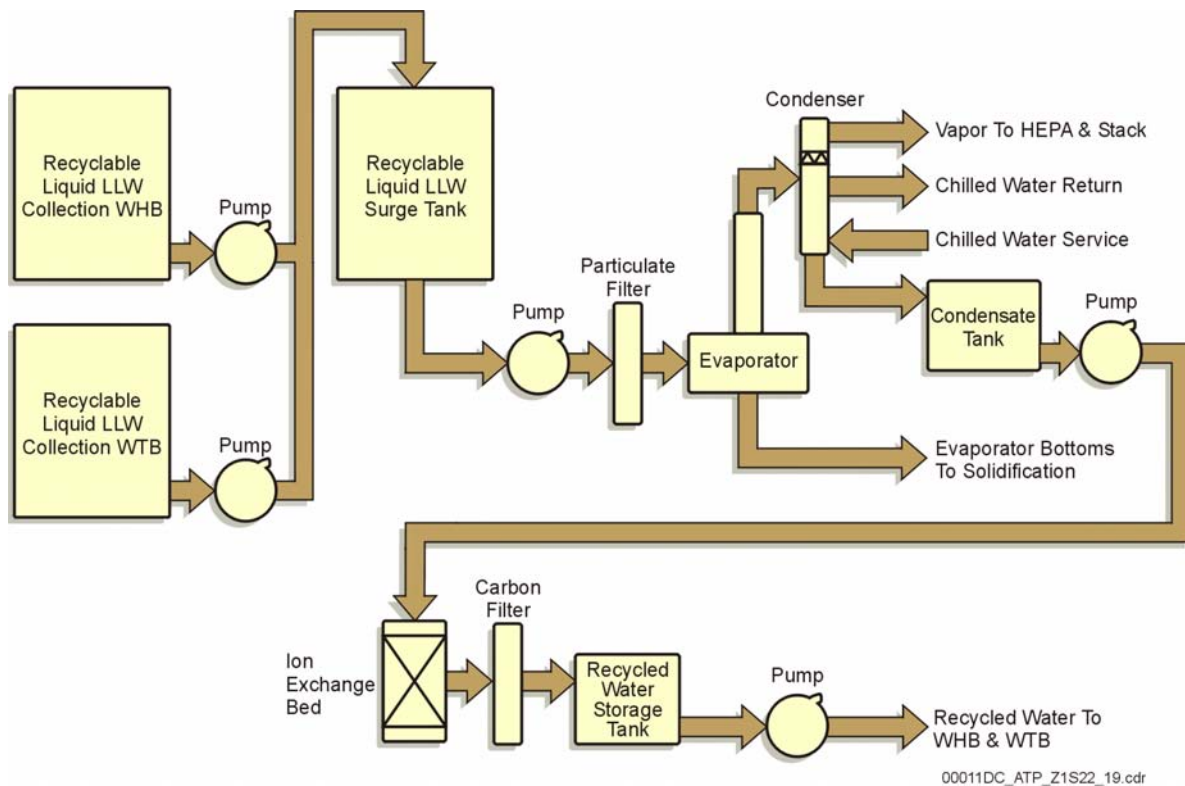 Recyclable
Liquid LLW
Collection WHB
Pump
Recyclable
Liquid LLW
Surge Tank
Condenser
Vapor To HEPA & Stack
Chilled Water Return
Chilled Water Service
Recyclable
Liquid LLW
Collection WTB
Pump
Pump
Particulate
Filter
Evaporator
Condensate
Tank
Pump
Evaporator Bottoms
To Solidification
Ion
Exchange
Bed
Carbon
Filter
Recycled
Water
Storage
Tank
Pump
Recycled Water To
WHB & WTB
00011DC_ATP_Z1S22_19.cdr